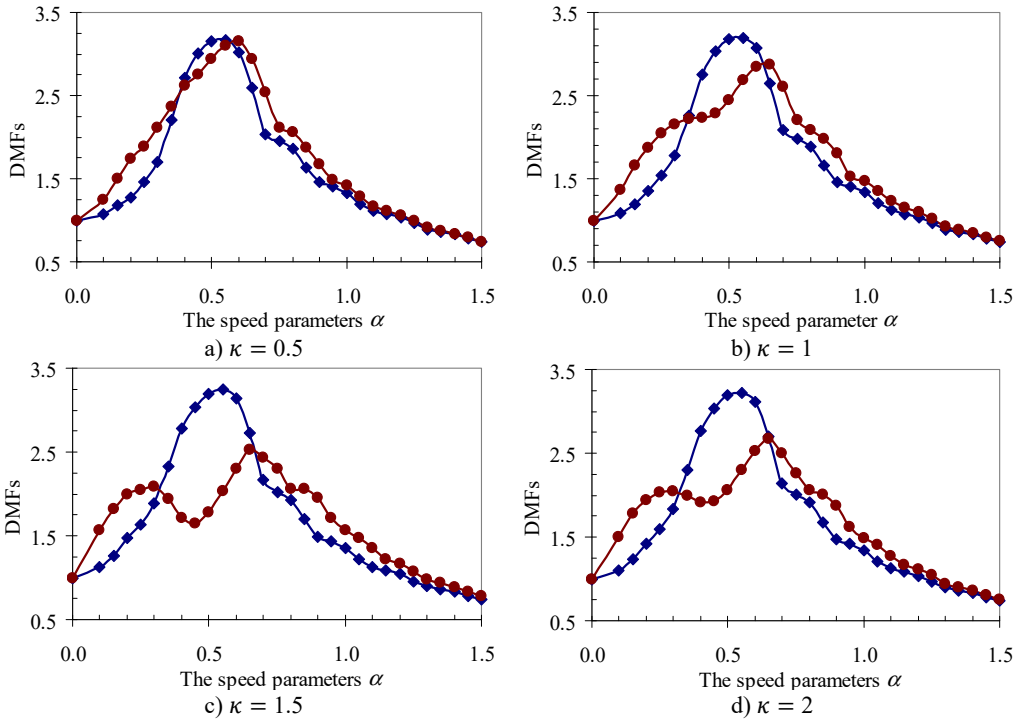 3.5
2.5
1.5
0.5
DMFs
0.0 0.5 1.0 1.5
The speed parameters α
a) κ = 0.5
3.5
2.5
1.5
0.5
DMFs
0.0 0.5 1.0 1.5
The speed parameter α
b) κ = 1
3.5
2.5
1.5
0.5
DMFs
0.0 0.5 1.0 1.5
The speed parameters α
c) κ = 1.5
3.5
2.5
1.5
0.5
DMFs
0.0 0.5 1.0 1.5
The speed parameters α
d) κ = 2